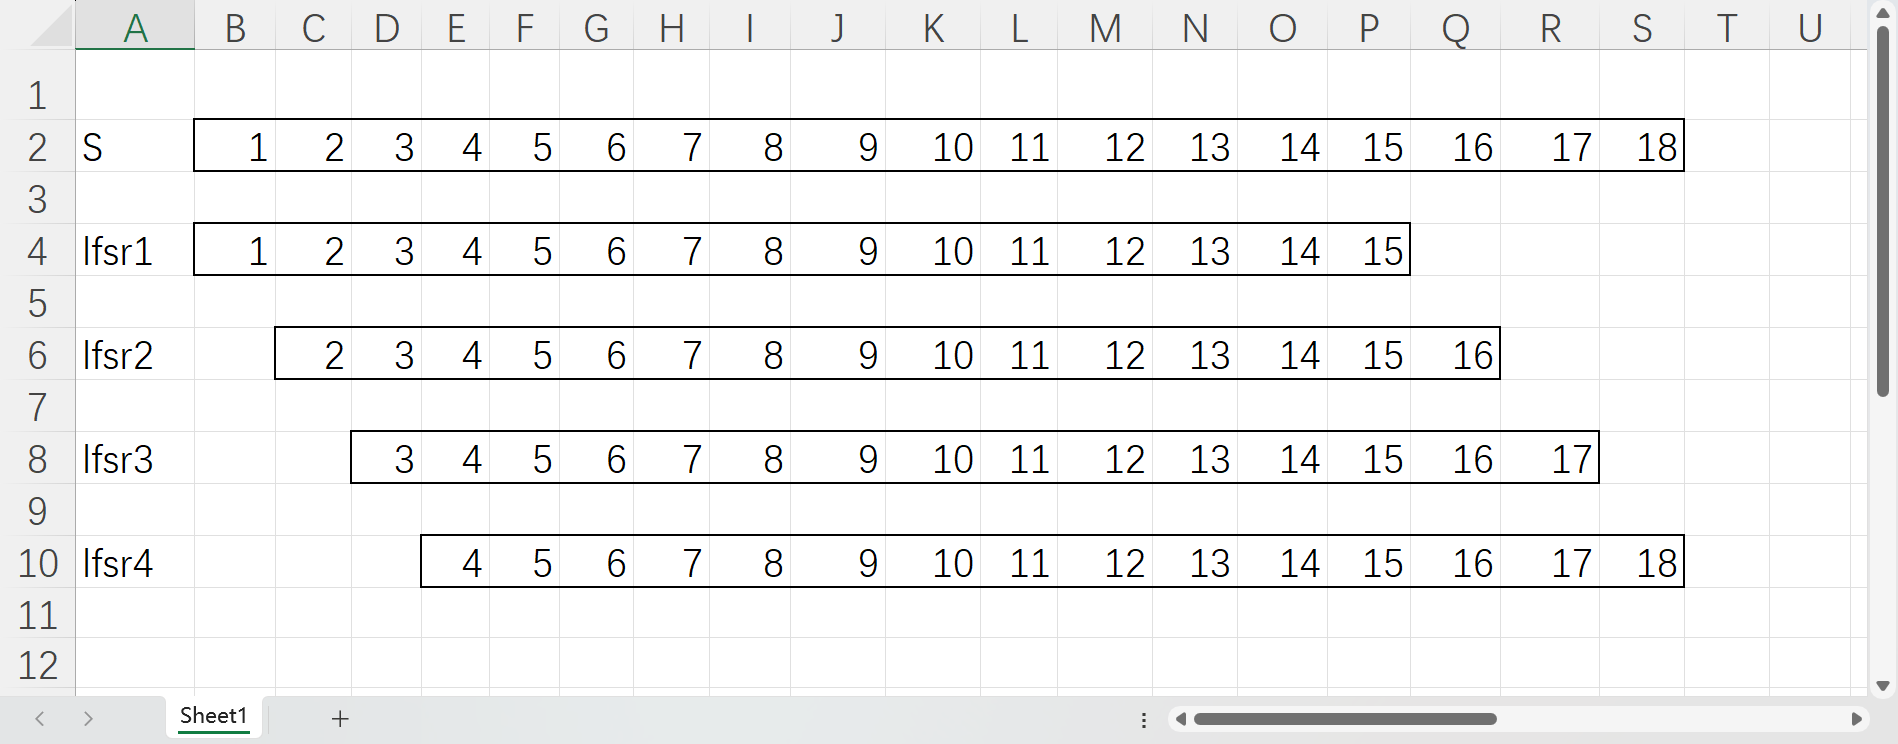 A B C D E F G H I J K L M N O P Q R S T U
1
2 S 1 2 3 4 5 6 7 8 9 10 11 12 13 14 15 16 17 18
3
4 lfsr1 1 2 3 4 5 6 7 8 9 10 11 12 13 14 15
5
6 lfsr2 2 3 4 5 6 7 8 9 10 11 12 13 14 15 16
7
8 lfsr3 3 4 5 6 7 8 9 10 11 12 13 14 15 16 17
9
10 lfsr4 4 5 6 7 8 9 10 11 12 13 14 15 16 17 18
11
12
Sheet1 +